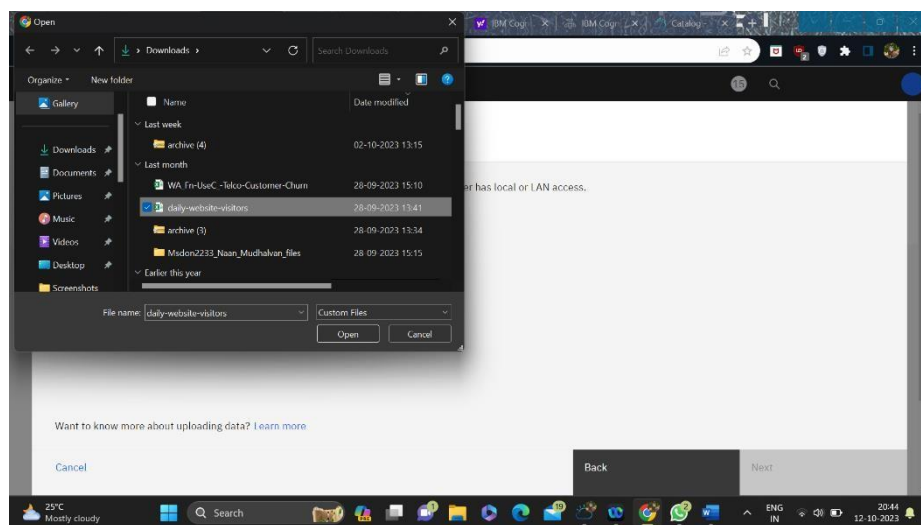 Open
IBM Cogn
IBM Cogn
Catalog -
Downloads
Search Downloads
Organize
New folder
15
Gallery
Name
Date modified
Last week
archive (4)
02-10-2023 13:15
Downloads
Last month
Documents
WA_Fn-UseC_-Telco-Customer-Churn
28-09-2023 15:10
er has local or LAN access.
Pictures
daily-website-visitors
28-09-2023 13:41
Music
archive (3)
28-09-2023 13:34
Videos
Msdon2233_Naan_Mudhalvan_files
28-09-2023 15:15
Desktop
Earlier this year
Screenshots
File name:
daily-website-visitors
Custom Files
Open
Cancel
Want to know more about uploading data? Learn more
Cancel
Back
Next
25°C
Mostly cloudy
Search
19
ENG
IN
20:44
12-10-2023